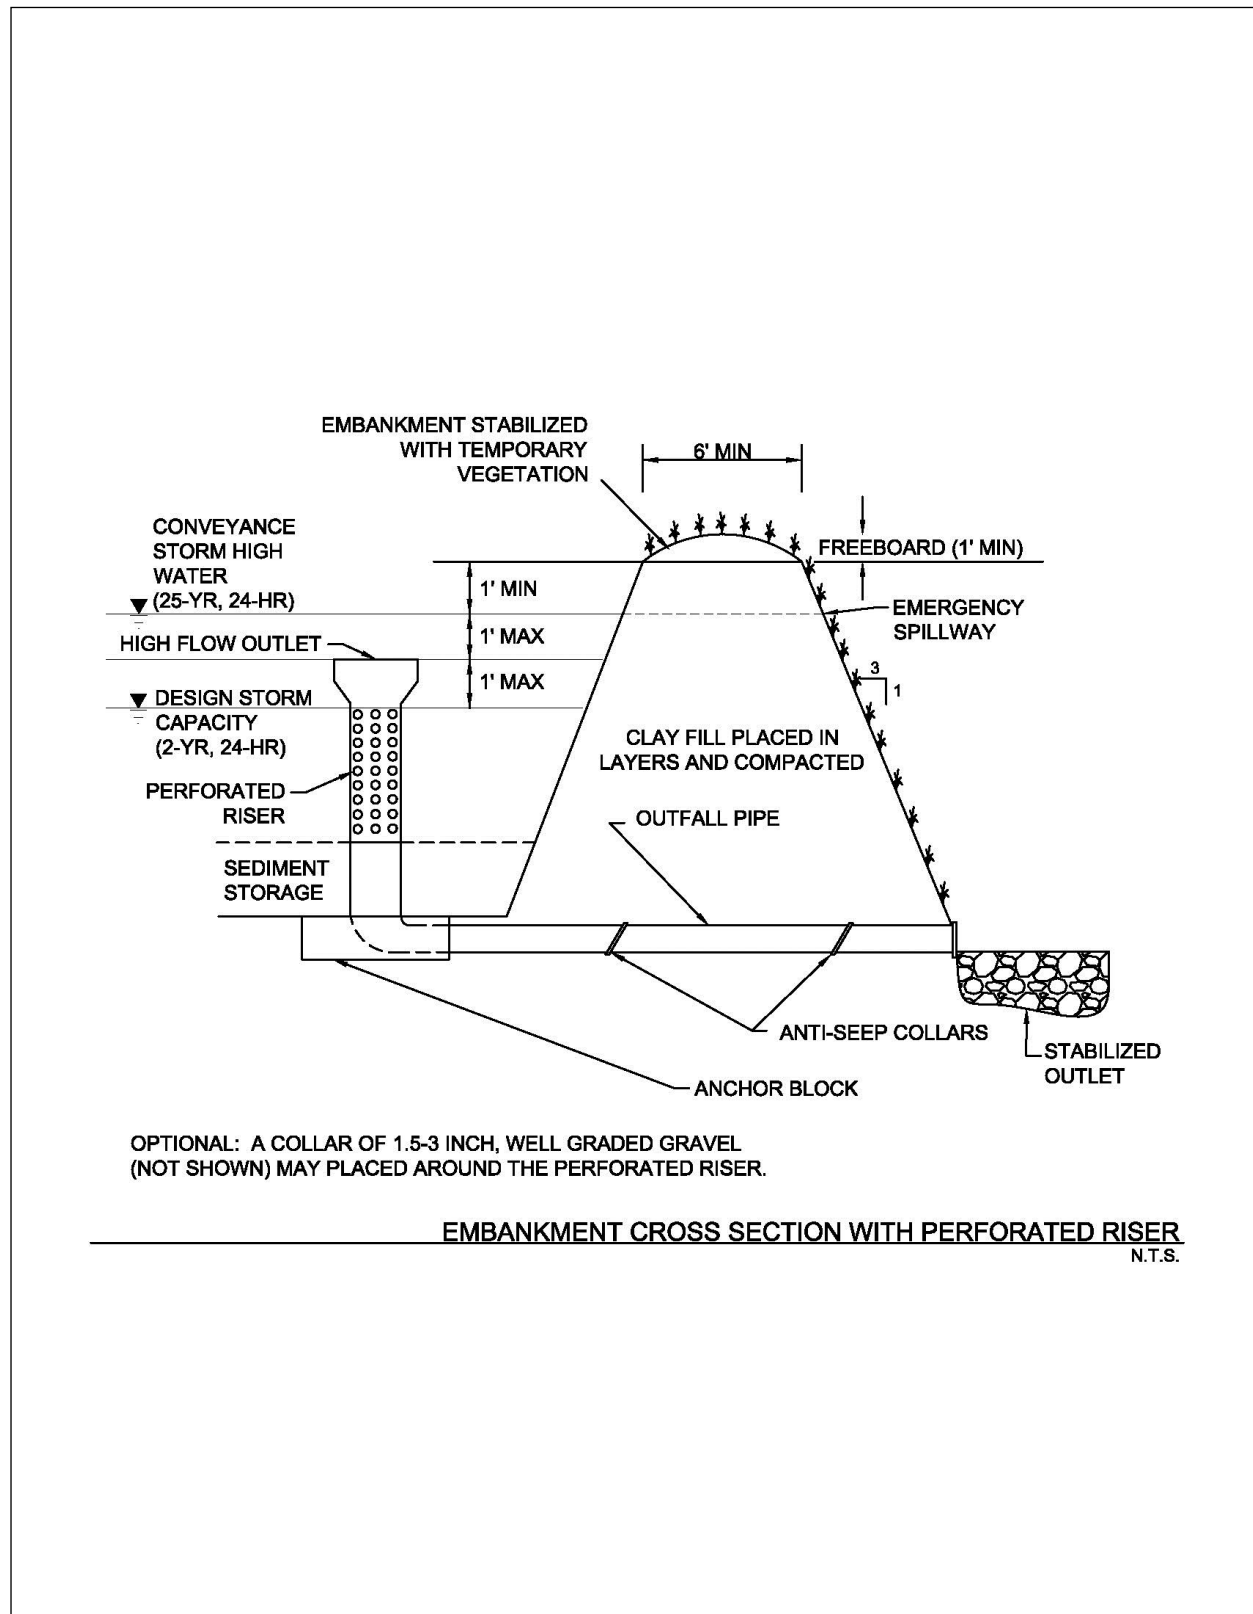 EMBANKMENT STABILIZED
WITH TEMPORARY
VEGETATION
6' MIN
CONVEYANCE
STORM HIGH
WATER
(25-YR, 24-HR)
FREEBOARD (1' MIN)
1' MIN
EMERGENCY
SPILLWAY
1' MAX
HIGH FLOW OUTLET
1' MAX
3
1
DESIGN STORM
CAPACITY
(2-YR, 24-HR)
CLAY FILL PLACED IN
LAYERS AND COMPACTED
PERFORATED
RISER
OUTFALL PIPE
SEDIMENT
STORAGE
ANTI-SEEP COLLARS
STABILIZED
OUTLET
ANCHOR BLOCK
OPTIONAL: A COLLAR OF 1.5-3 INCH, WELL GRADED GRAVEL
(NOT SHOWN) MAY PLACED AROUND THE PERFORATED RISER.
EMBANKMENT CROSS SECTION WITH PERFORATED RISER
N.T.S.